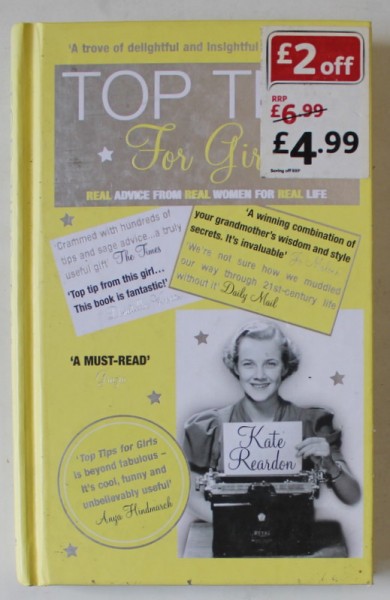 'A trove of delightful and insightful
£2 off
RRP
£6.99
£4.99
Saving off RRP
TOP T
For Gir
REAL ADVICE FROM REAL WOMEN FOR REAL LIFE
'Crammed with hundreds of
tips and sage advice...a truly
useful gift' The Times
'Top tip from this girl...
This book is fantastic!'
'A winning combination of
your grandmother's wisdom and style
secrets. It's invaluable'
'We're not sure how we muddled
our way through 21st-century life
without it' Daily Mail
'A MUST-READ'
Kate
Reardon
'Top Tips for Girls
is beyond fabulous –
it's cool, funny and
unbelievably useful'
Anya Hindmarch
ROYAL